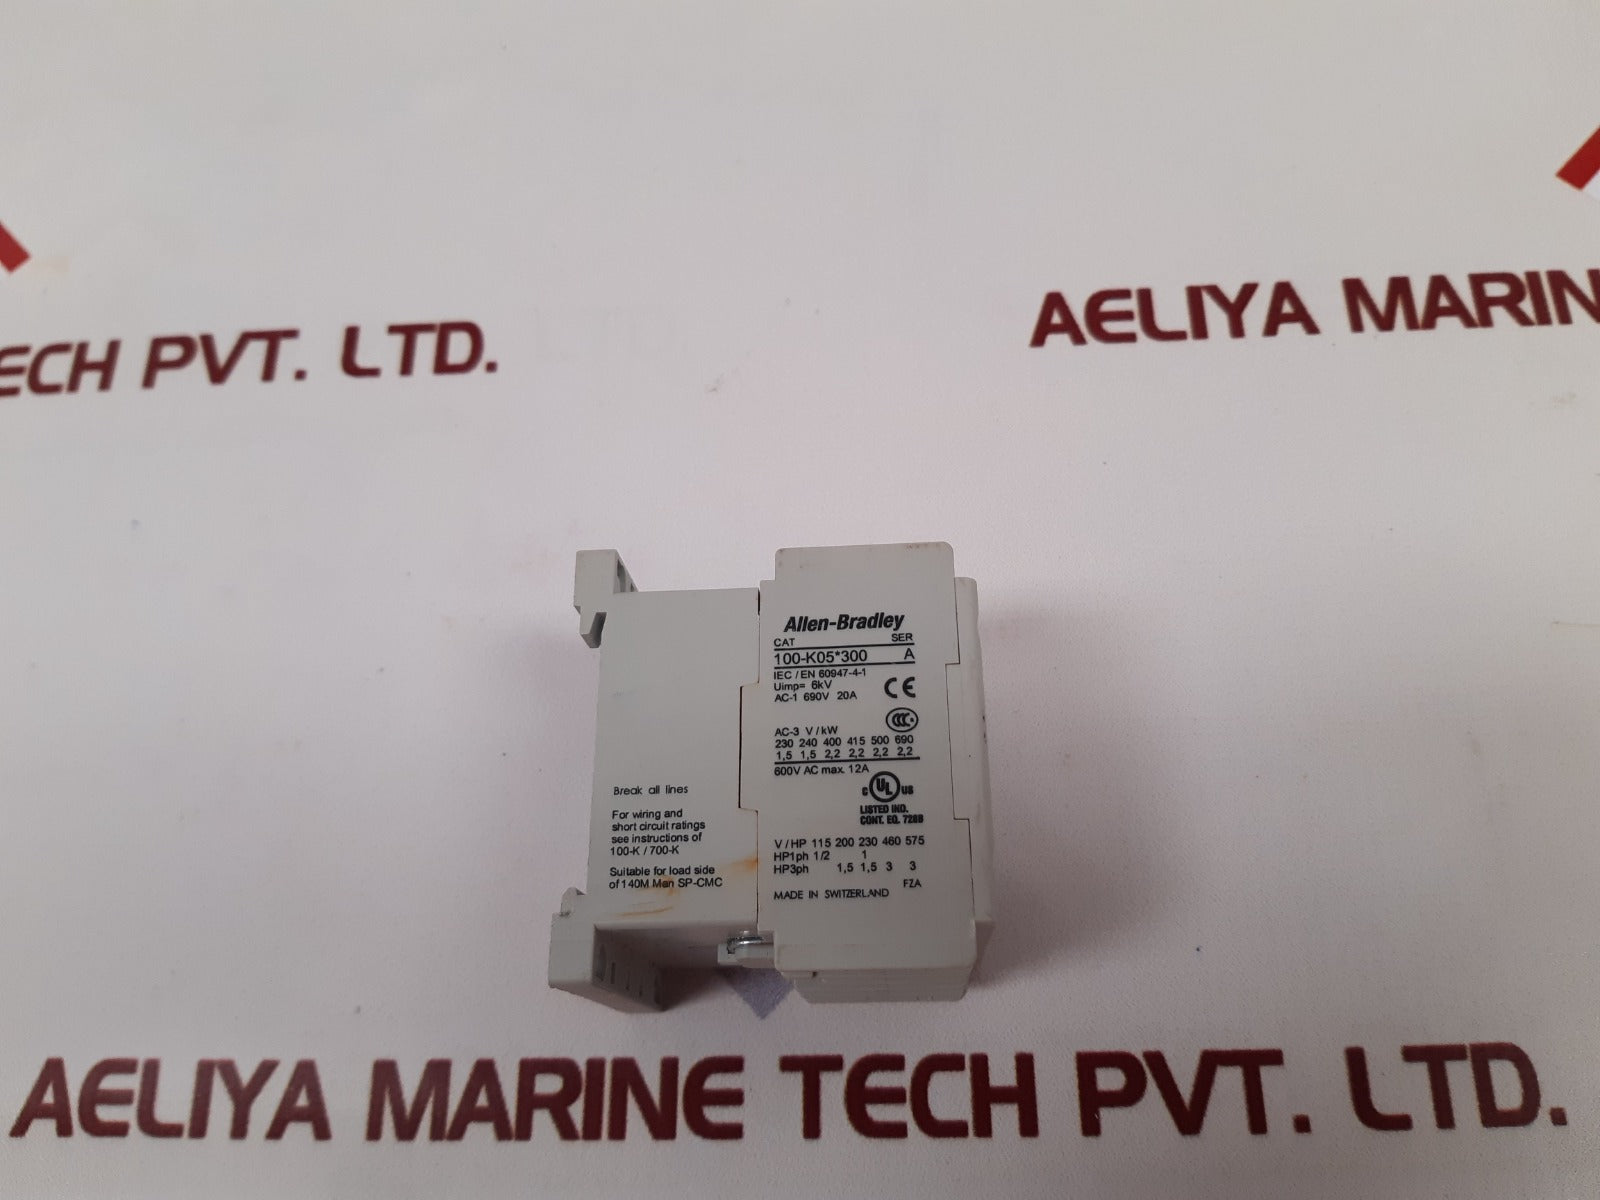 ECH PVT. LTD.
AELIYA MARIN
Allen-Bradley
CAT SER
100-K05*300 A
IEC / EN 60947-4-1
Uimp= 6kV
AC-1 690V 20A
CE
CCC
AC-3 V / kW
230 240 400 415 500 690
1,5 1,5 2,2 2,2 2,2 2,2
600V AC max. 12A
C UL US
LISTED IND.
CONT. EQ. 728B
V / HP 115 200 230 460 575
HP1ph 1/2 1
HP3ph 1,5 1,5 3 3
MADE IN SWITZERLAND FZA
Break all lines
For wiring and
short circuit ratings
see instructions of
100-K / 700-K
Suitable for load side
of 140M Man SP-CMC
AELIYA MARINE TECH PVT. LTD.